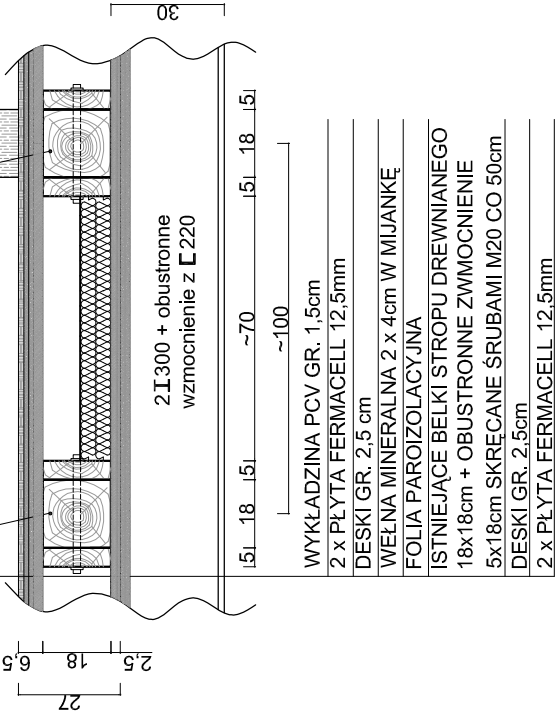 30
2I300 + obustronne
wzmocnienie z [220
5 18 5 ~70 5 18 5
~100
6,5 18 2,5
27
WYKŁADZINA PCV GR. 1,5cm
2 x PŁYTA FERMACELL 12,5mm
DESKI GR. 2,5 cm
WEŁNA MINERALNA 2 x 4cm W MIJANKĘ
FOLIA PAROIZOLACYJNA
ISTNIEJĄCE BELKI STROPU DREWNIANEGO
18x18cm + OBUSTRONNE ZWMOCNIENIE
5x18cm SKRĘCANE ŚRUBAMI M20 CO 50cm
DESKI GR. 2,5cm
2 x PŁYTA FERMACELL 12,5mm